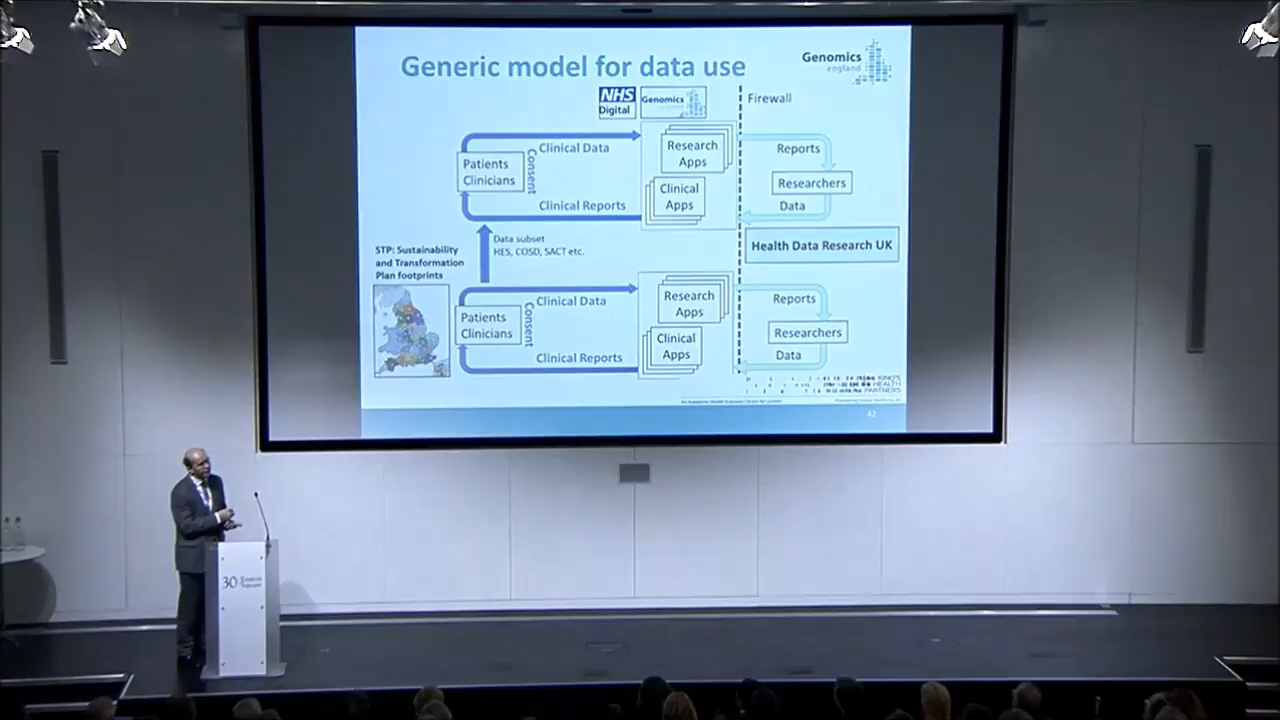 Generic model for data use
Genomics
england
NHS
Digital
Genomics
Firewall
Clinical Data
Research
Apps
Reports
Patients
Clinicians
Consent
Researchers
Clinical
Apps
Clinical Reports
Data
Data subset
HES, COSD, SACT etc.
Health Data Research UK
STP: Sustainability
and Transformation
Plan footprints
Clinical Data
Research
Apps
Reports
Patients
Clinicians
Consent
Researchers
Clinical
Apps
Clinical Reports
Data
KING'S
HEALTH
PARTNERS
42
30